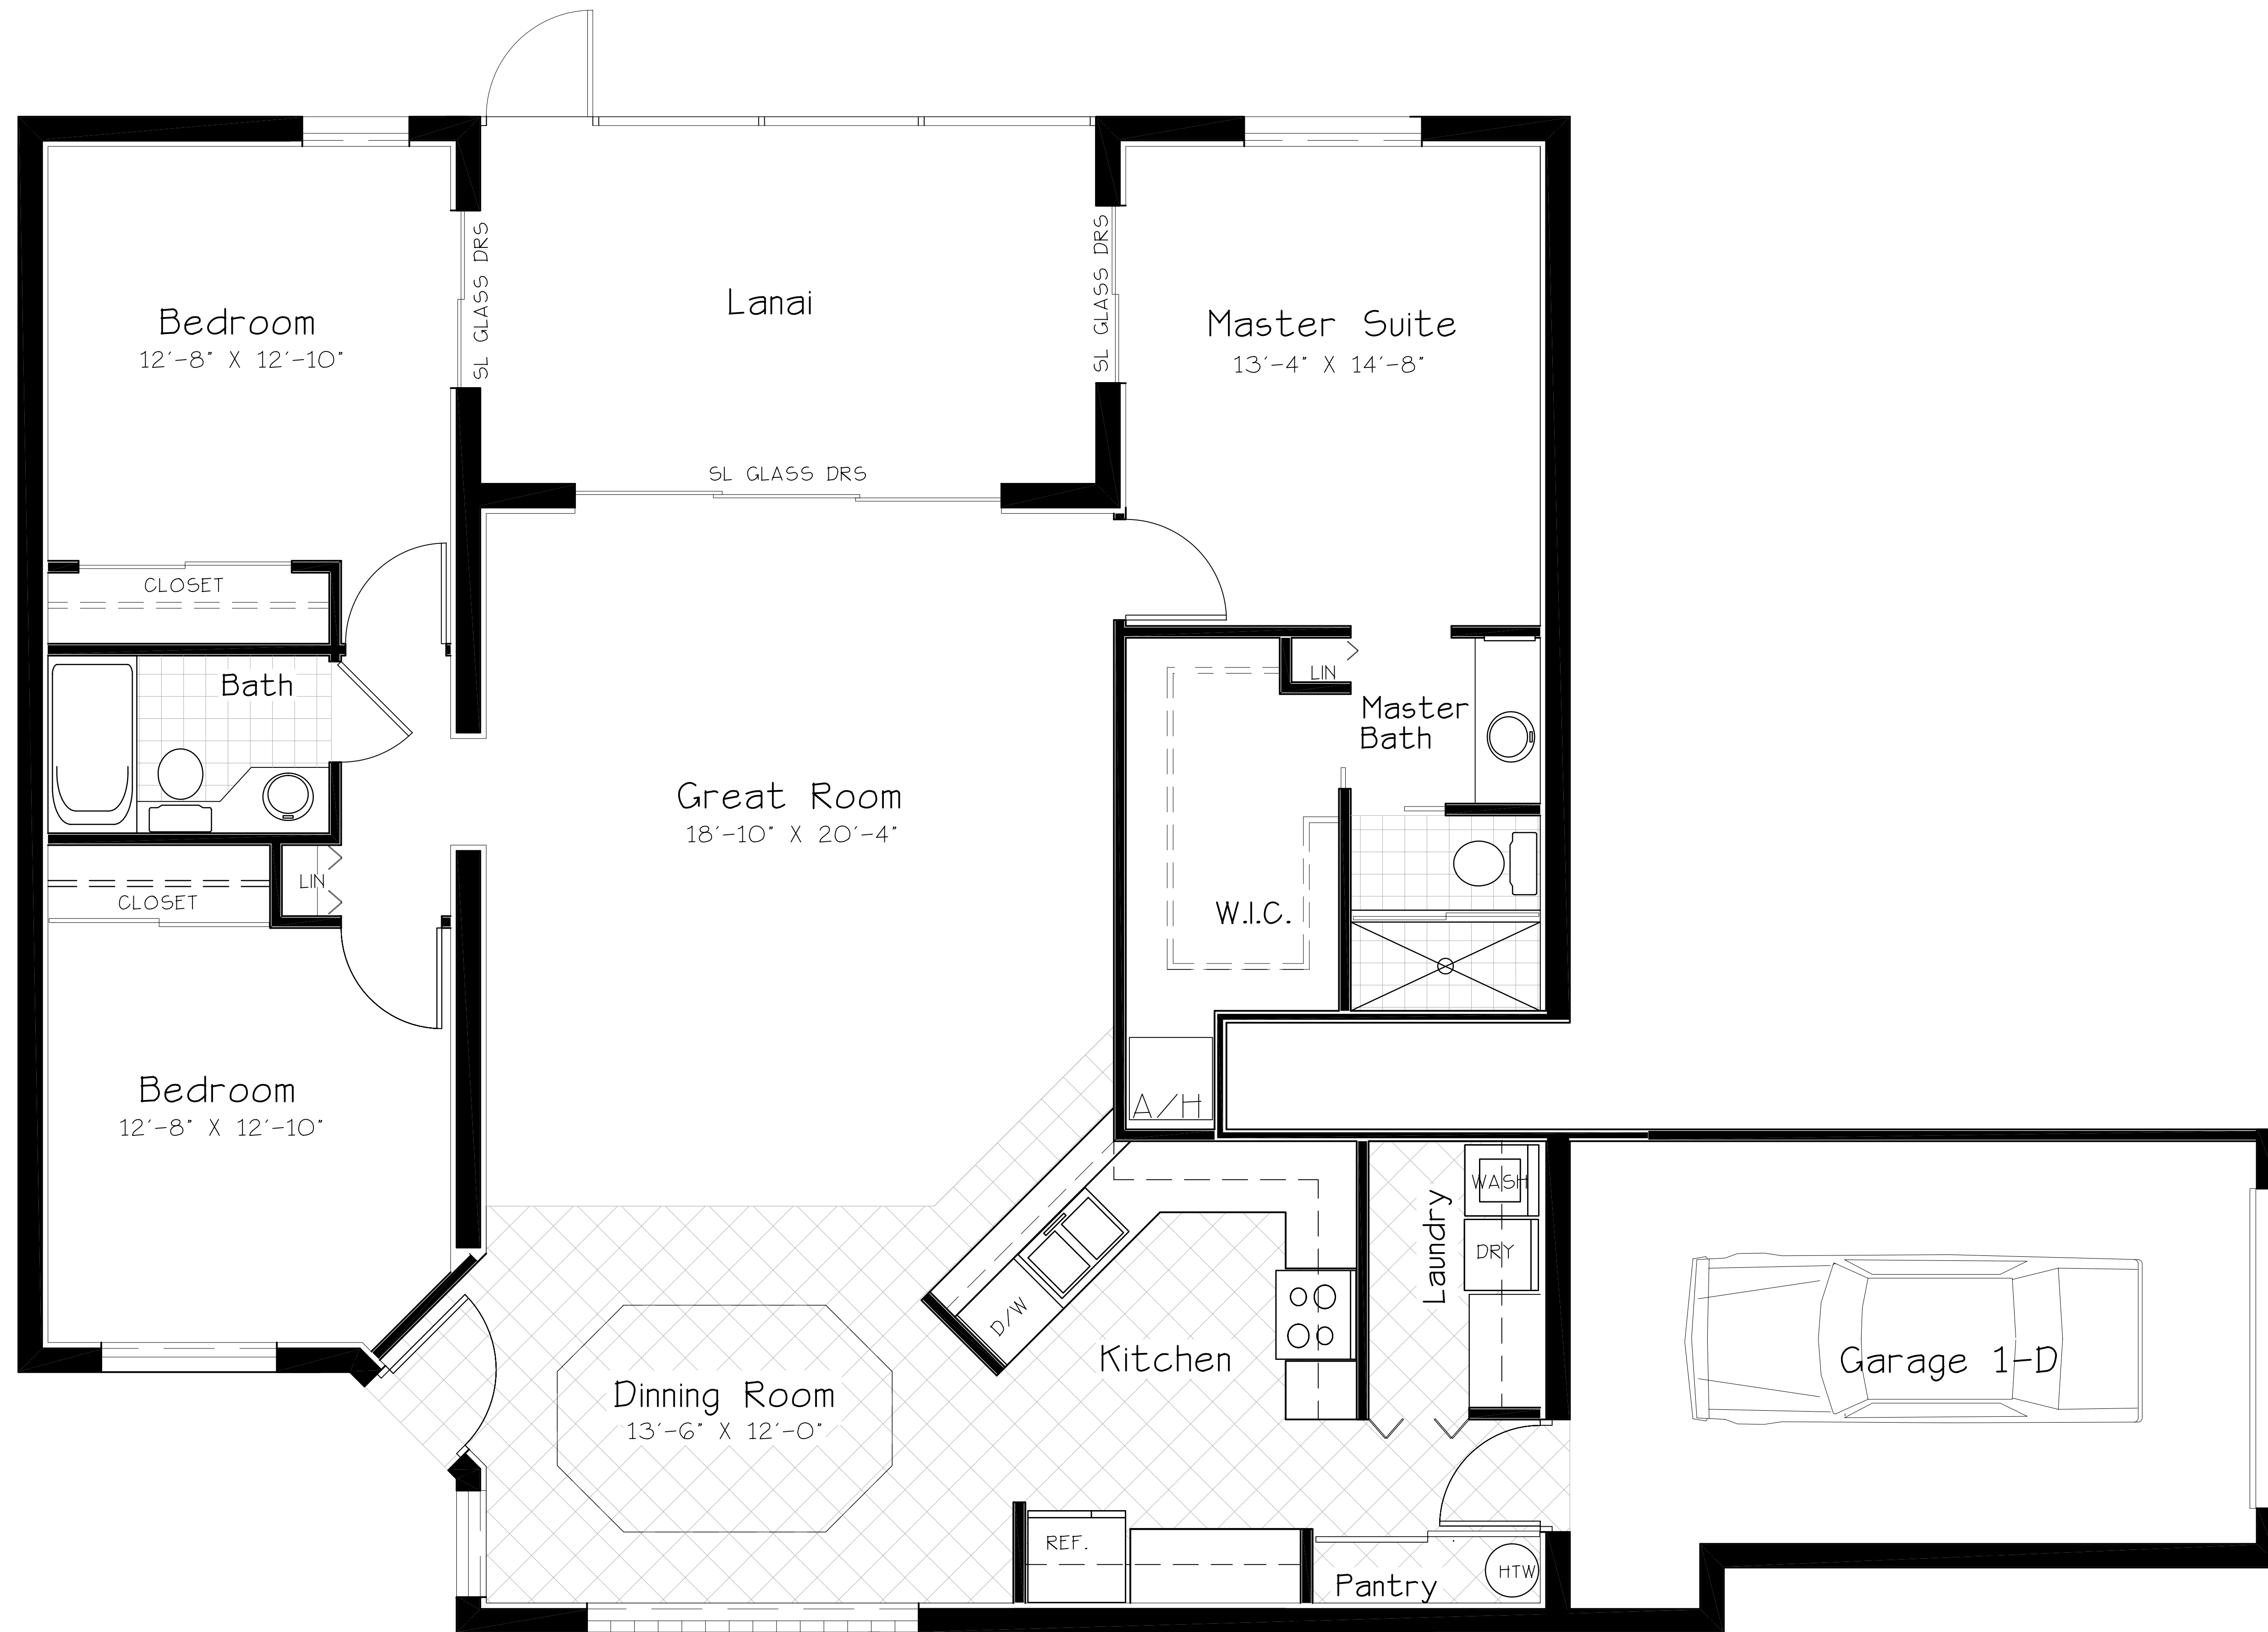 Lanai
SL GLASS DRS
SL GLASS DRS
SL GLASS DRS
Bedroom
12'-8" X 12'-10"
Master Suite
13'-4" X 14'-8"
CLOSET
Bath
LIN
Master
Bath
Great Room
18'-10" X 20'-4"
LIN
CLOSET
W.I.C.
Bedroom
12'-8" X 12'-10"
A/H
WASH
Laundry
DRY
D/W
Kitchen
Garage 1-D
Dinning Room
13'-6" X 12'-0"
REF.
Pantry
HTW